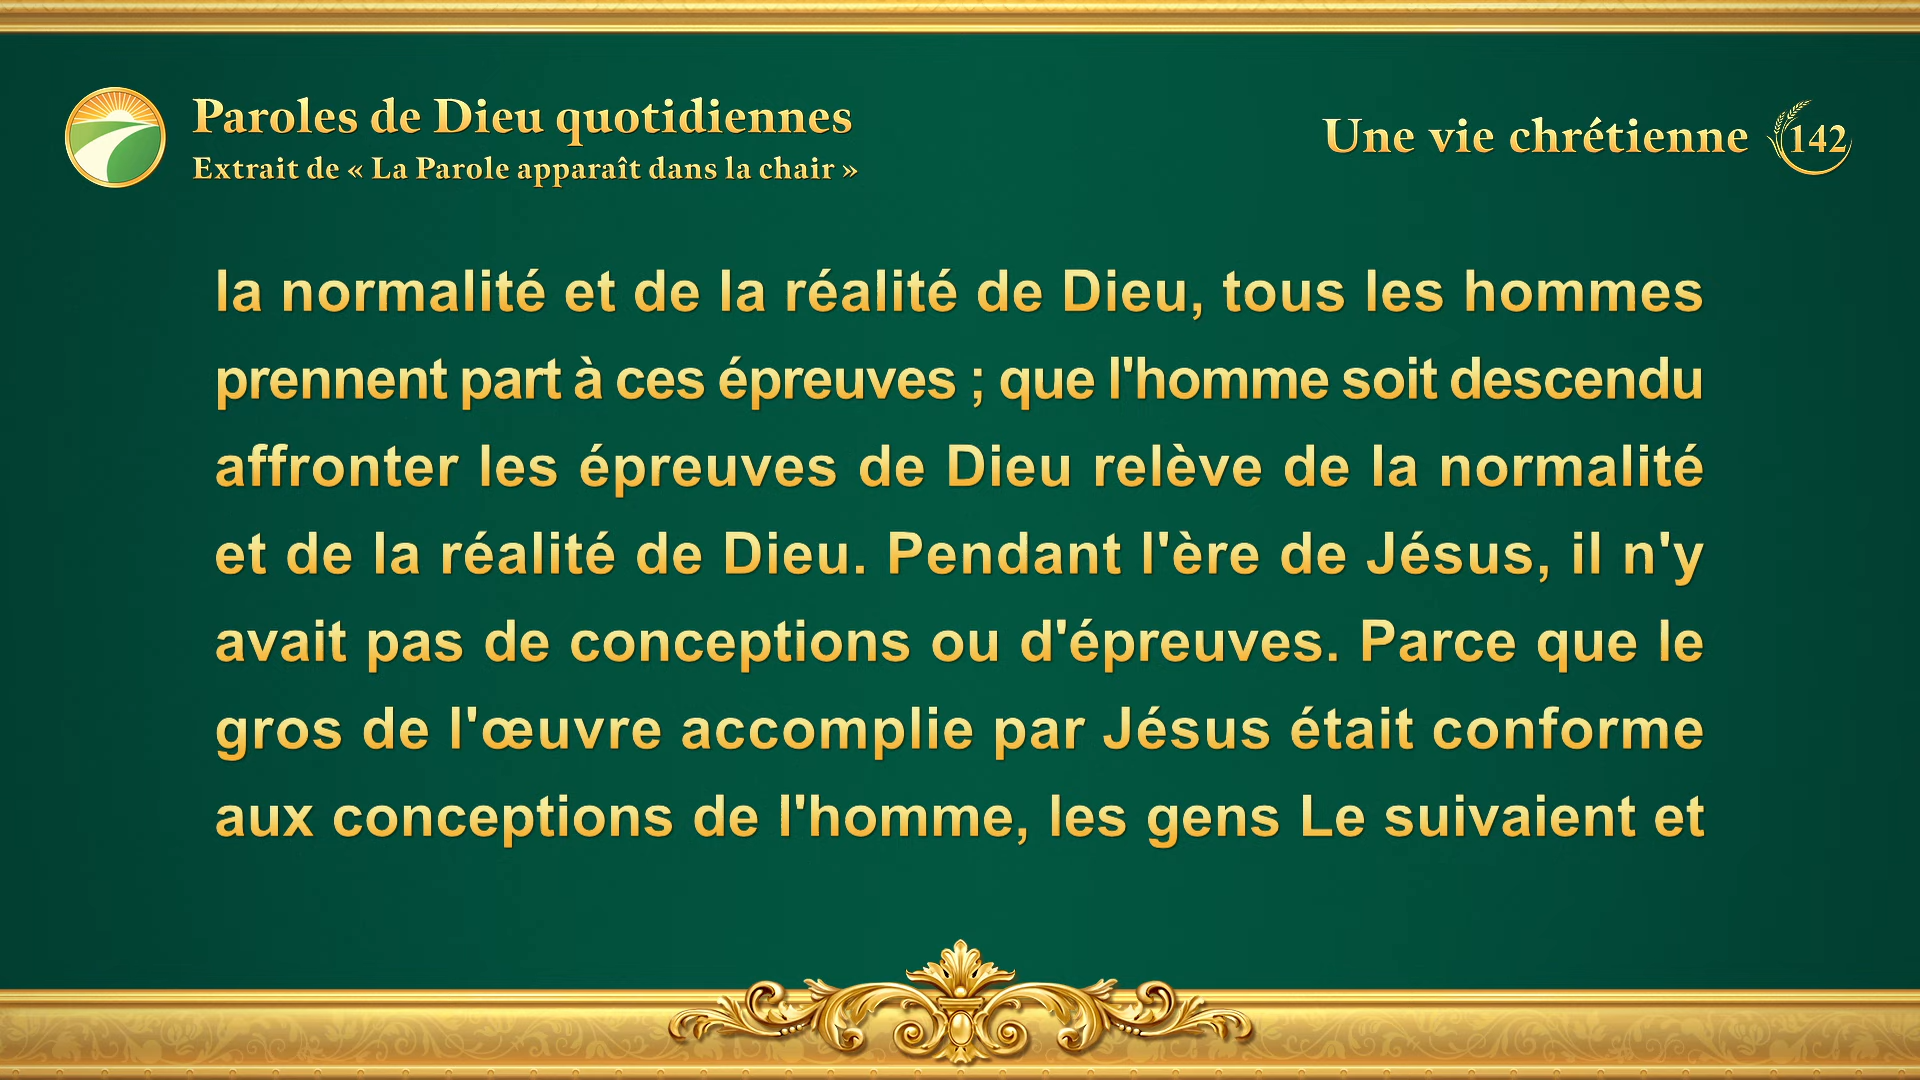 Paroles de Dieu quotidiennes
Extrait de « La Parole apparaît dans la chair »
Une vie chrétienne 142
la normalité et de la réalité de Dieu, tous les hommes
prennent part à ces épreuves ; que l'homme soit descendu
affronter les épreuves de Dieu relève de la normalité
et de la réalité de Dieu. Pendant l'ère de Jésus, il n'y
avait pas de conceptions ou d'épreuves. Parce que le
gros de l'œuvre accomplie par Jésus était conforme
aux conceptions de l'homme, les gens Le suivaient et